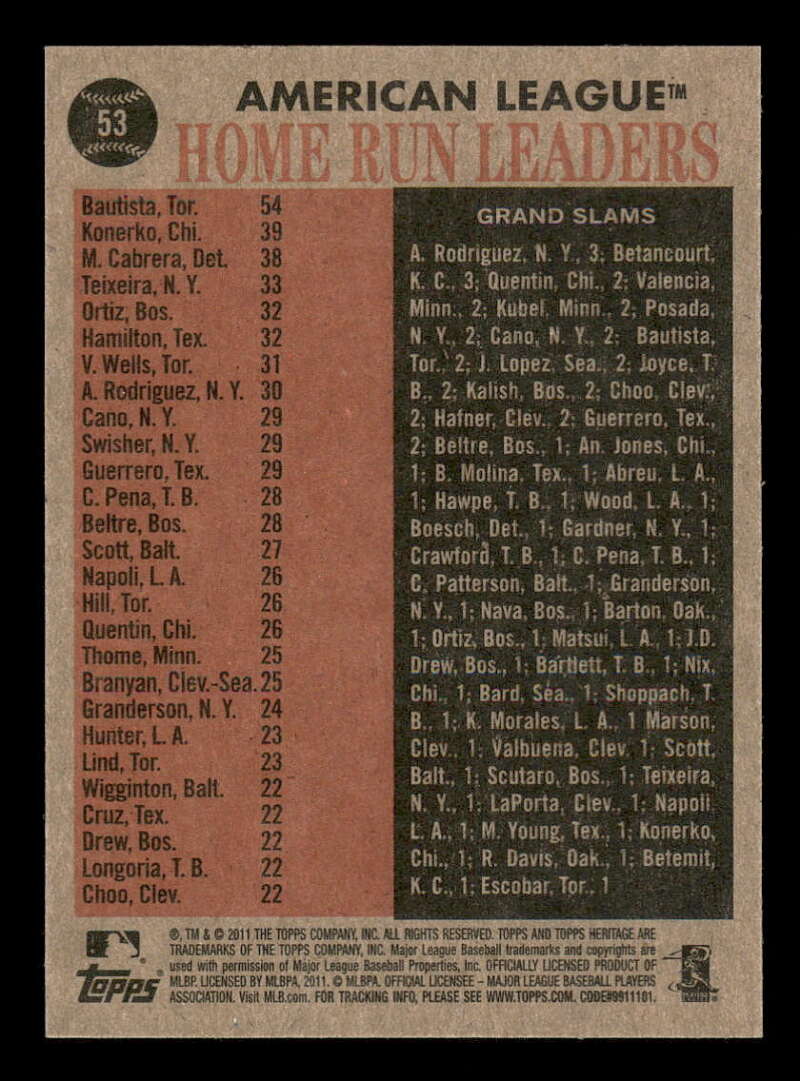 53
AMERICAN LEAGUE™
HOME RUN LEADERS
Bautista, Tor. 54
Konerko, Chi. 39
M. Cabrera, Det. 38
Teixeira, N. Y. 33
Ortiz, Bos. 32
Hamilton, Tex. 32
V. Wells, Tor. 31
A. Rodriguez, N. Y. 30
Cano, N. Y. 29
Swisher, N. Y. 29
Guerrero, Tex. 29
C. Pena, T. B. 28
Beltre, Bos. 28
Scott, Balt. 27
Napoli, L. A. 26
Hill, Tor. 26
Quentin, Chi. 26
Thome, Minn. 25
Branyan, Clev.-Sea. 25
Granderson, N. Y. 24
Hunter, L. A. 23
Lind, Tor. 23
Wigginton, Balt. 22
Cruz, Tex. 22
Drew, Bos. 22
Longoria, T. B. 22
Choo, Clev. 22
GRAND SLAMS
A. Rodriguez, N. Y., 3; Betancourt,
K. C., 3; Quentin, Chi., 2; Valencia,
Minn., 2; Kubel, Minn., 2; Posada,
N. Y., 2; Cano, N. Y., 2; Bautista,
Tor., 2; J. Lopez, Sea., 2; Joyce, T.
B., 2; Kalish, Bos., 2; Choo, Clev.,
2; Hafner, Clev., 2; Guerrero, Tex.,
2; Beltre, Bos., 1; An. Jones, Chi.,
1; B. Molina, Tex., 1; Abreu, L. A.,
1; Hawpe, T. B., 1; Wood, L. A., 1;
Boesch, Det., 1; Gardner, N. Y., 1;
Crawford, T. B., 1; C. Pena, T. B., 1;
C. Patterson, Balt., 1; Granderson,
N. Y., 1; Nava, Bos., 1; Barton, Oak.,
1; Ortiz, Bos., 1; Matsui, L. A., 1; J.D.
Drew, Bos., 1; Bartlett, T. B., 1; Nix,
Chi., 1; Bard, Sea., 1; Shoppach, T.
B., 1; K. Morales, L. A., 1 Marson,
Clev., 1; Valbuena, Clev. 1; Scott,
Balt., 1; Scutaro, Bos., 1; Teixeira,
N. Y., 1; LaPorta, Clev., 1; Napoli,
L. A., 1; M. Young, Tex., 1; Konerko,
Chi., 1; R. Davis, Oak., 1; Betemit,
K. C., 1; Escobar, Tor., 1
topps®
®, TM & © 2011 THE TOPPS COMPANY, INC. ALL RIGHTS RESERVED. TOPPS AND TOPPS HERITAGE ARE
TRADEMARKS OF THE TOPPS COMPANY, INC. Major League Baseball trademarks and copyrights are
used with permission of Major League Baseball Properties, Inc. OFFICIALLY LICENSED PRODUCT OF
MLBP. LICENSED BY MLBPA, 2011. © MLBPA. OFFICIAL LICENSEE – MAJOR LEAGUE BASEBALL PLAYERS
ASSOCIATION. Visit MLB.com. FOR TRACKING INFO, PLEASE SEE WWW.TOPPS.COM. CODE#9911101.